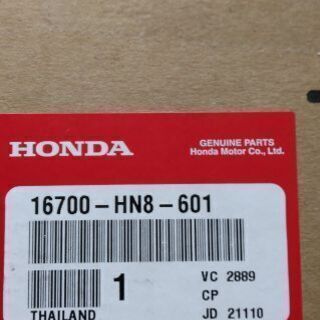 HONDA
GENUINE PARTS
Honda Motor Co., Ltd.
16700-HN8-601
1
VC 2889
CP
THAILAND
JD 21110